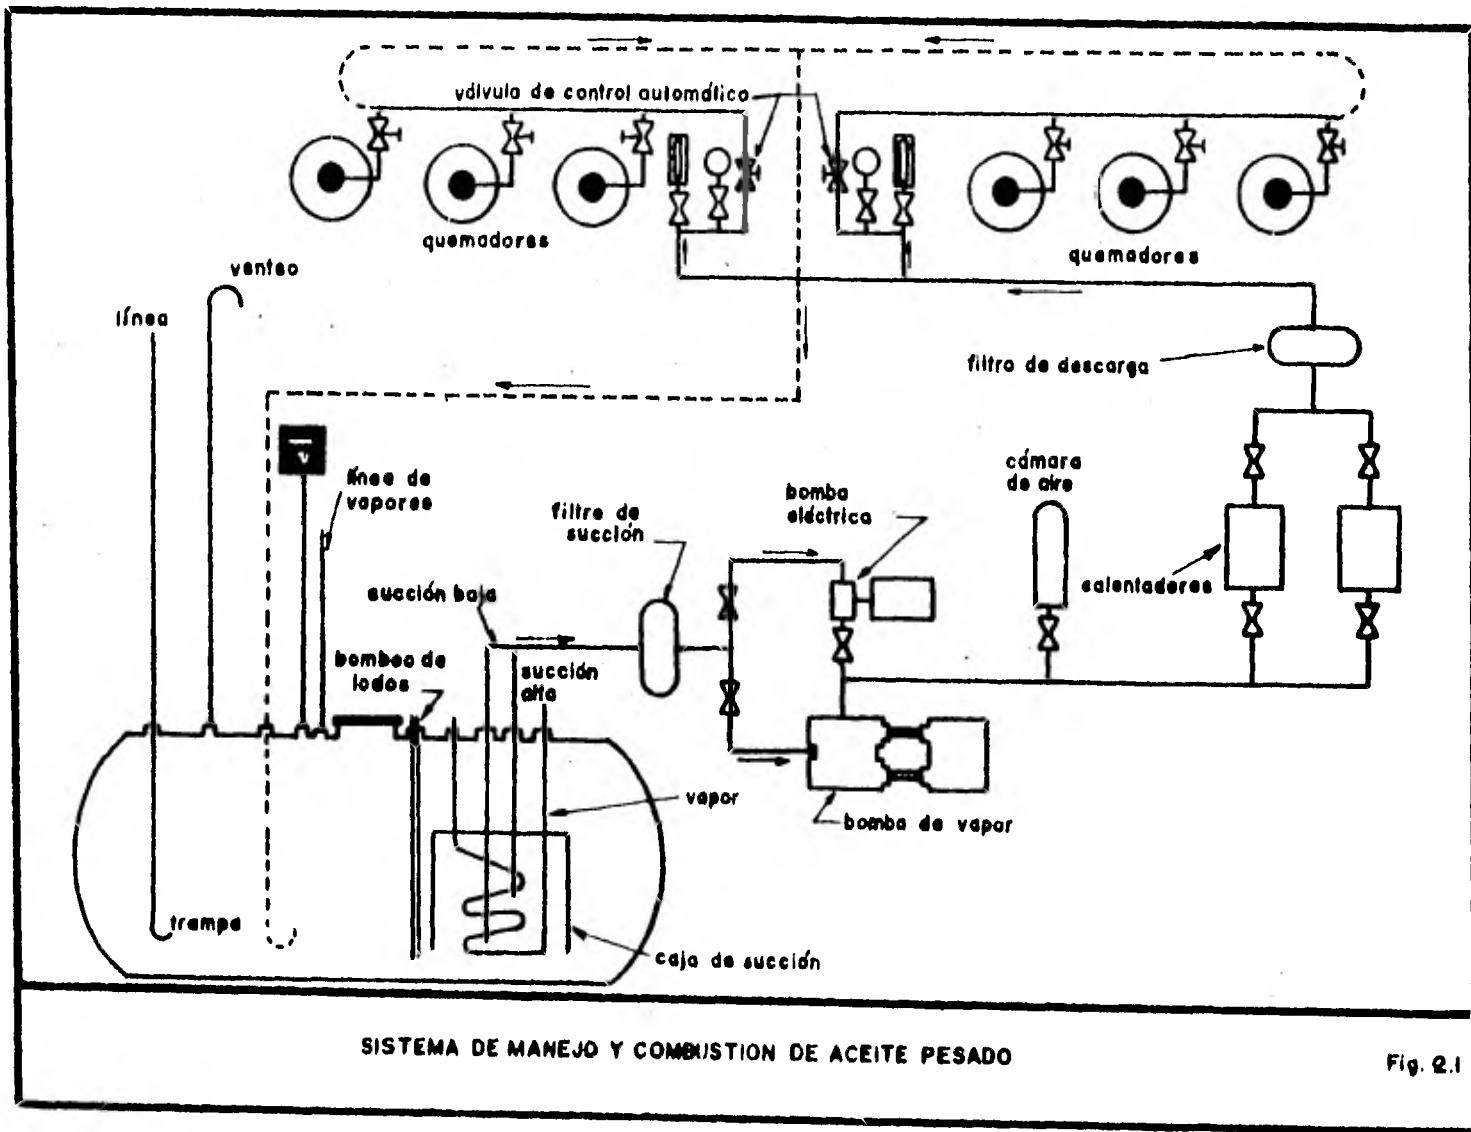 válvula de control automático
quemadores
quemadores
venteo
línea
filtro de descarga
línea de
vapores
filtro de
succión
bomba
eléctrica
cámara
de aire
calentadores
succión baja
succión
alta
bombeo de
lodos
vapor
bomba de vapor
trampa
caja de succión
SISTEMA DE MANEJO Y COMBUSTION DE ACEITE PESADO
Fig. 2.1